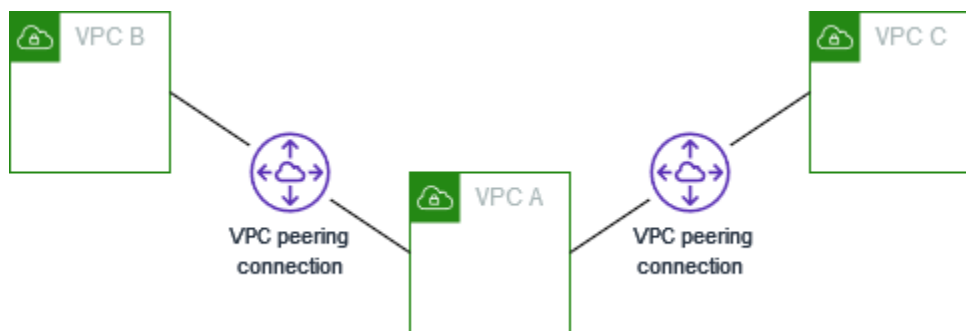 VPC B
VPC C
VPC A
VPC peering
connection
VPC peering
connection